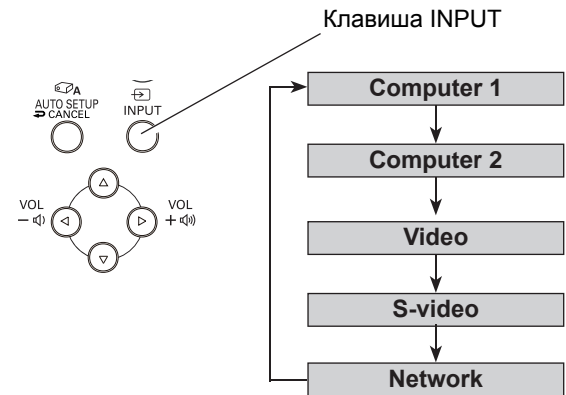 Клавиша INPUT
A
AUTO SETUP
CANCEL
INPUT
VOL
–
VOL
+
Computer 1
Computer 2
Video
S-video
Network